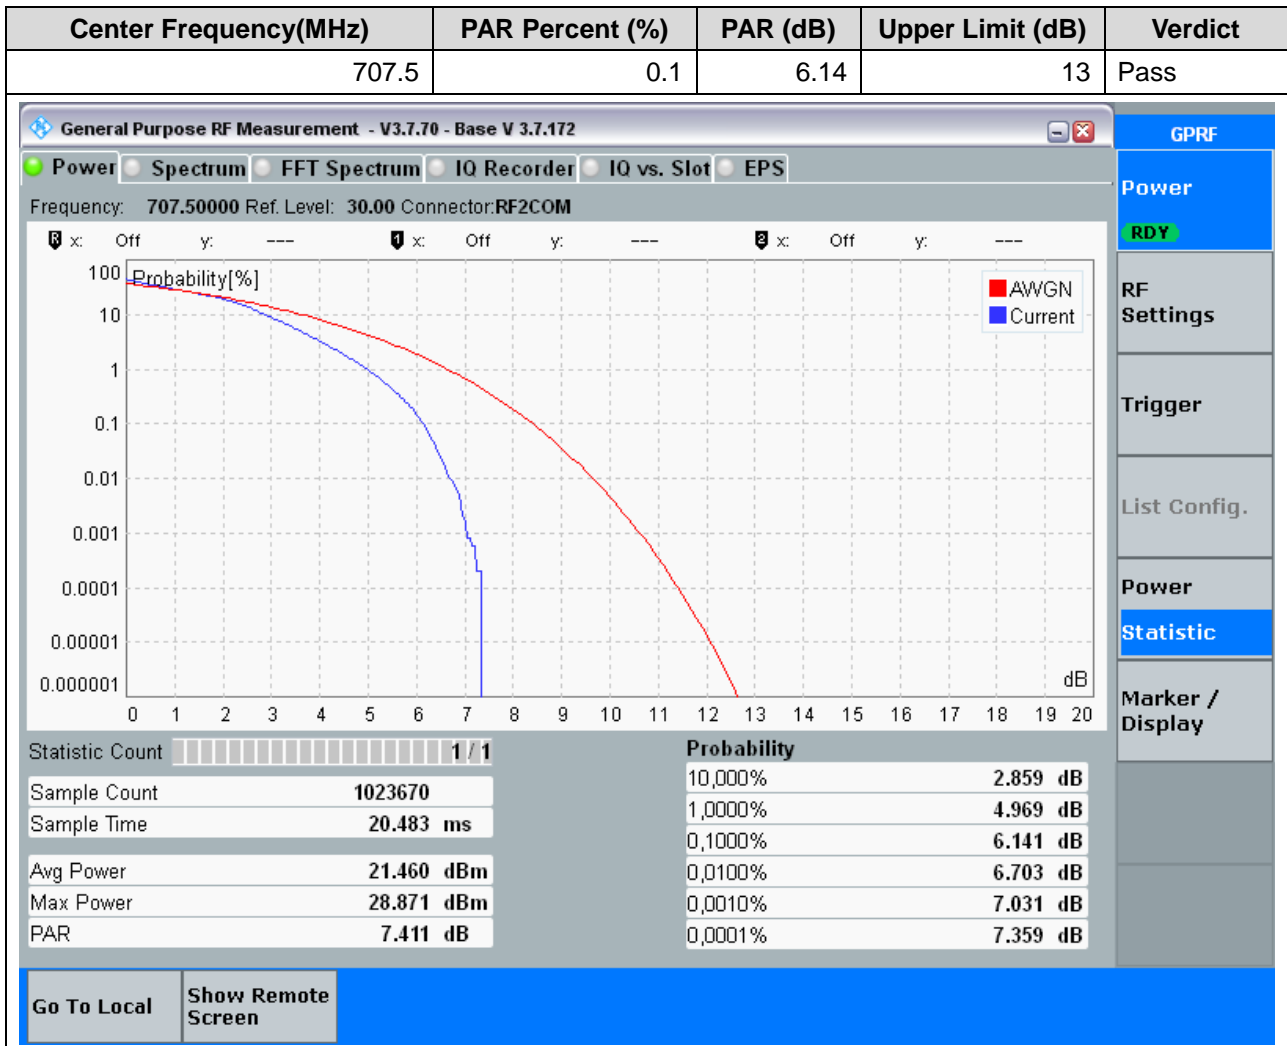 Center Frequency(MHz) PAR Percent (%) PAR (dB) Upper Limit (dB) Verdict
707.5 0.1 6.14 13 Pass
General Purpose RF Measurement - V3.7.70 - Base V 3.7.172
GPRF
Power Spectrum FFT Spectrum IQ Recorder IQ vs. Slot EPS
Power
RDY
Frequency: 707.50000 Ref. Level: 30.00 Connector:RF2COM
R x: Off y: --- 1 x: Off y: --- 2 x: Off y: ---
100 Probability[%]
AWGN
Current
10
1
0.1
0.01
0.001
0.0001
0.00001
0.000001
dB
0 1 2 3 4 5 6 7 8 9 10 11 12 13 14 15 16 17 18 19 20
RF
Settings
Trigger
List Config.
Power
Statistic
Marker /
Display
Statistic Count 1 / 1
Sample Count 1023670
Sample Time 20.483 ms
Avg Power 21.460 dBm
Max Power 28.871 dBm
PAR 7.411 dB
Probability
10,000% 2.859 dB
1,0000% 4.969 dB
0,1000% 6.141 dB
0,0100% 6.703 dB
0,0010% 7.031 dB
0,0001% 7.359 dB
Go To Local
Show Remote
Screen